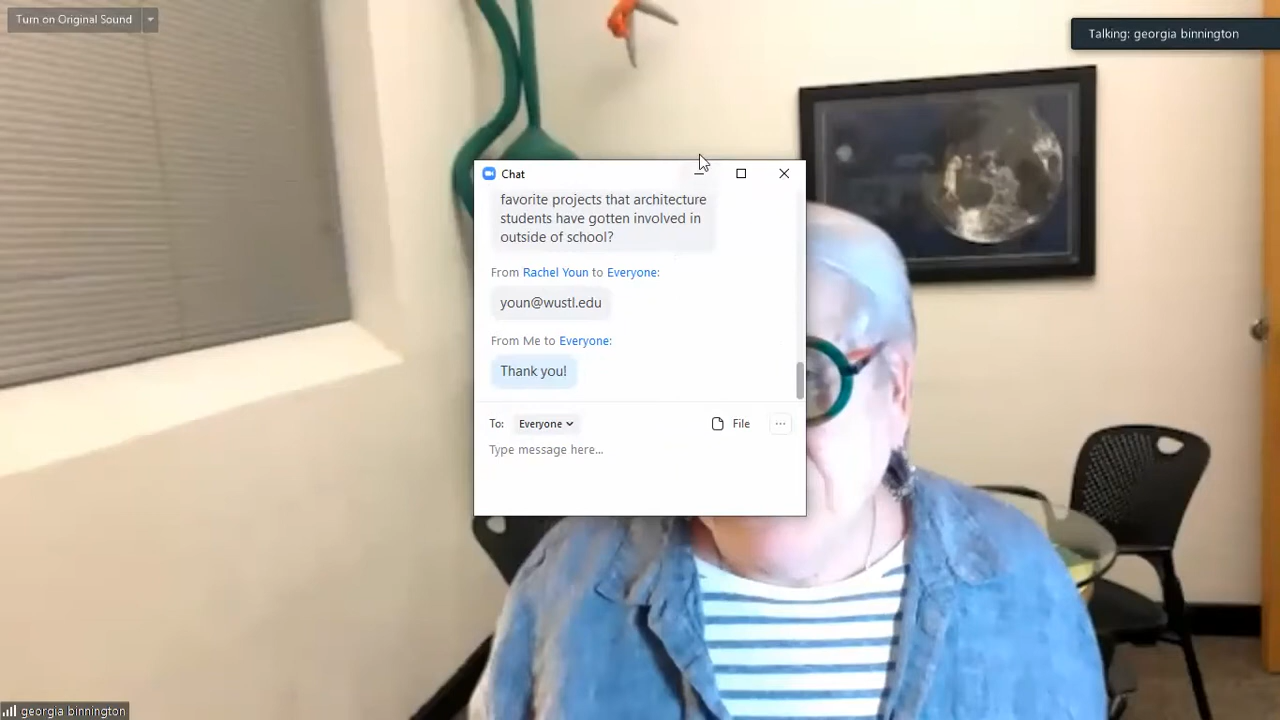 Turn on Original Sound
Talking: georgia binnington
Chat
favorite projects that architecture
students have gotten involved in
outside of school?
From Rachel Youn to Everyone:
youn@wustl.edu
From Me to Everyone:
Thank you!
To: Everyone File ...
Type message here...
georgia binnington